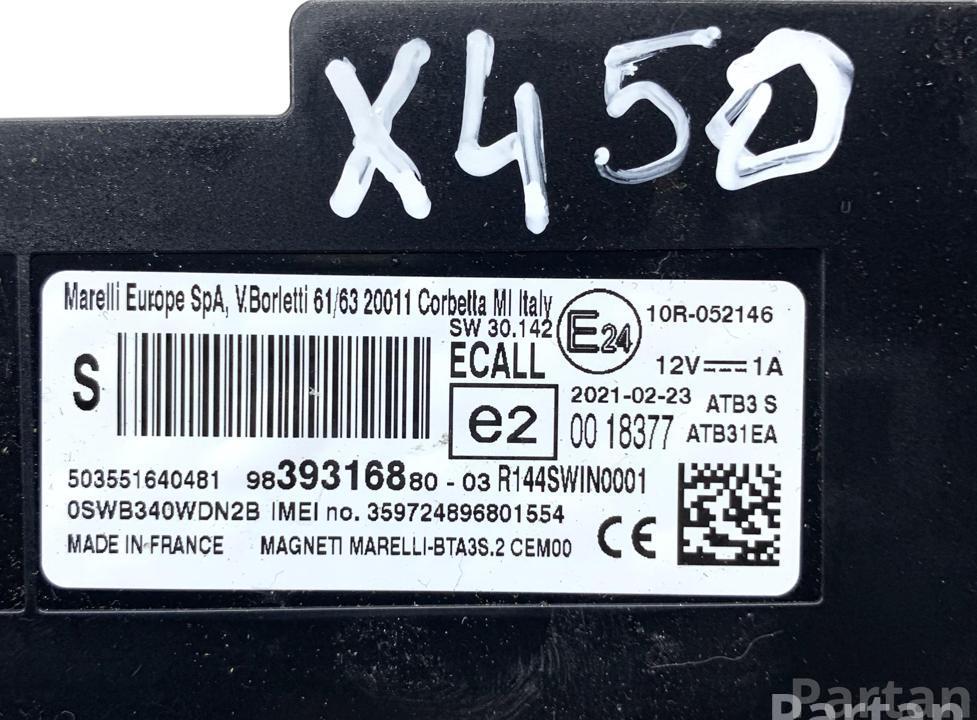 X450
Marelli Europe SpA, V.Borletti 61/63 20011 Corbetta MI Italy
SW 30.142
ECALL
E24
10R-052146
12V 1A
S
e2
2021-02-23
ATB3 S
00 18377
ATB31EA
503551640481 9839316880 - 03 R144SWIN0001
0SWB340WDN2B IMEI no. 359724896801554
MADE IN FRANCE MAGNETI MARELLI-BTA3S.2 CEM00
CE
Partan
Partan